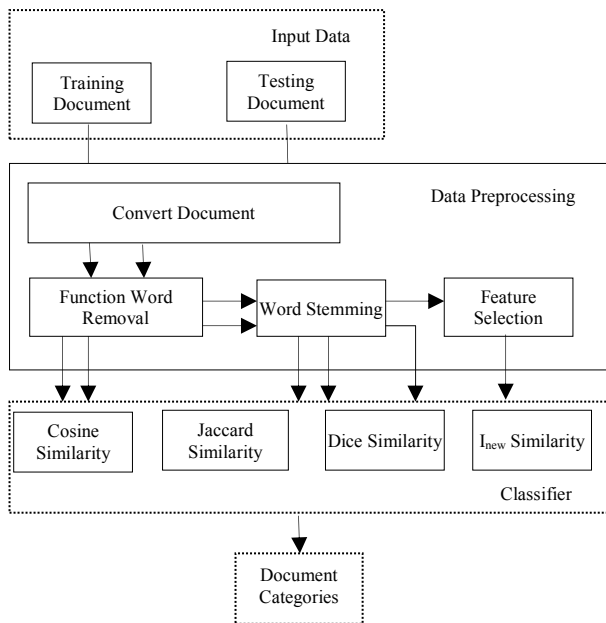 Input Data
Training
Document
Testing
Document
Data Preprocessing
Convert Document
Function Word
Removal
Word Stemming
Feature
Selection
Cosine
Similarity
Jaccard
Similarity
Dice Similarity
Inew Similarity
Classifier
Document
Categories